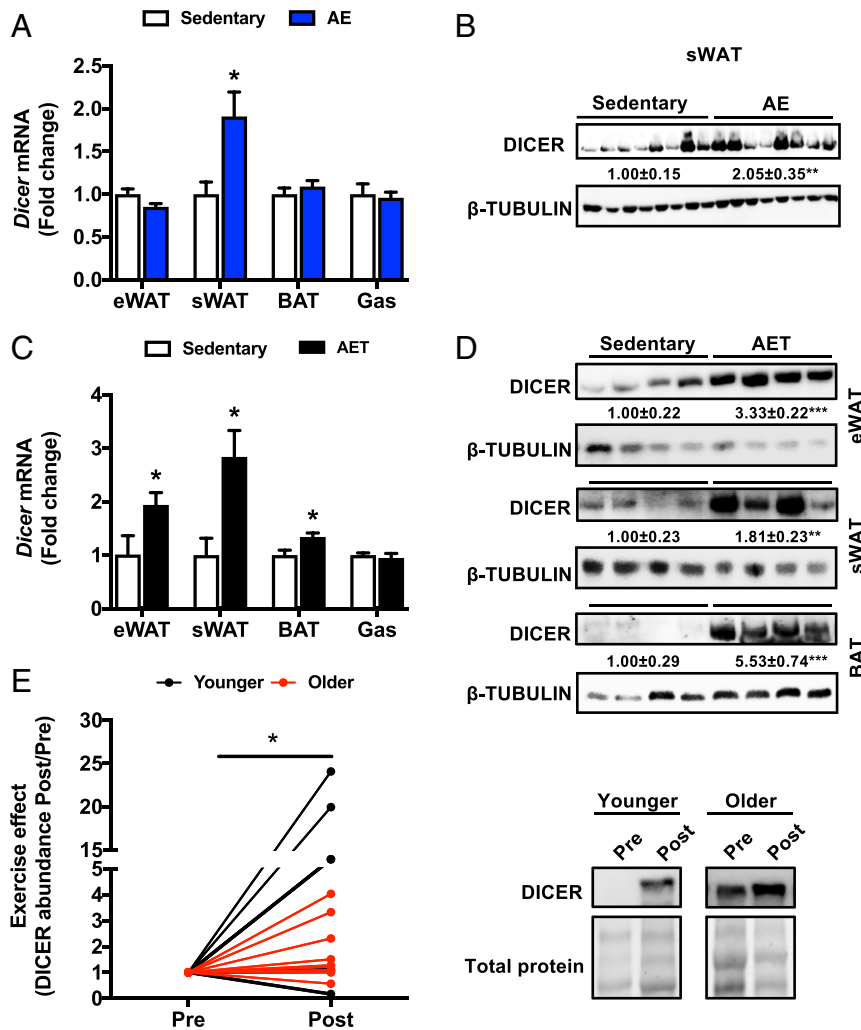 A
Sedentary AE
Dicer mRNA
(Fold change)
2.5
2.0
1.5
1.0
0.5
0.0
*
eWAT sWAT BAT Gas
B
sWAT
Sedentary AE
DICER
1.00±0.15 2.05±0.35**
β-TUBULIN
C
Sedentary AET
Dicer mRNA
(Fold change)
4
3
2
1
0
* * *
eWAT sWAT BAT Gas
D
Sedentary AET
DICER
1.00±0.22 3.33±0.22***
β-TUBULIN
eWAT
DICER
1.00±0.23 1.81±0.23**
β-TUBULIN
sWAT
DICER
1.00±0.29 5.53±0.74***
β-TUBULIN
BAT
E
Younger Older
Exercise effect
(DICER abundance Post/Pre)
30
25
20
15
5
4
3
2
1
0
*
Pre Post
Younger Older
Pre Post Pre Post
DICER
Total protein